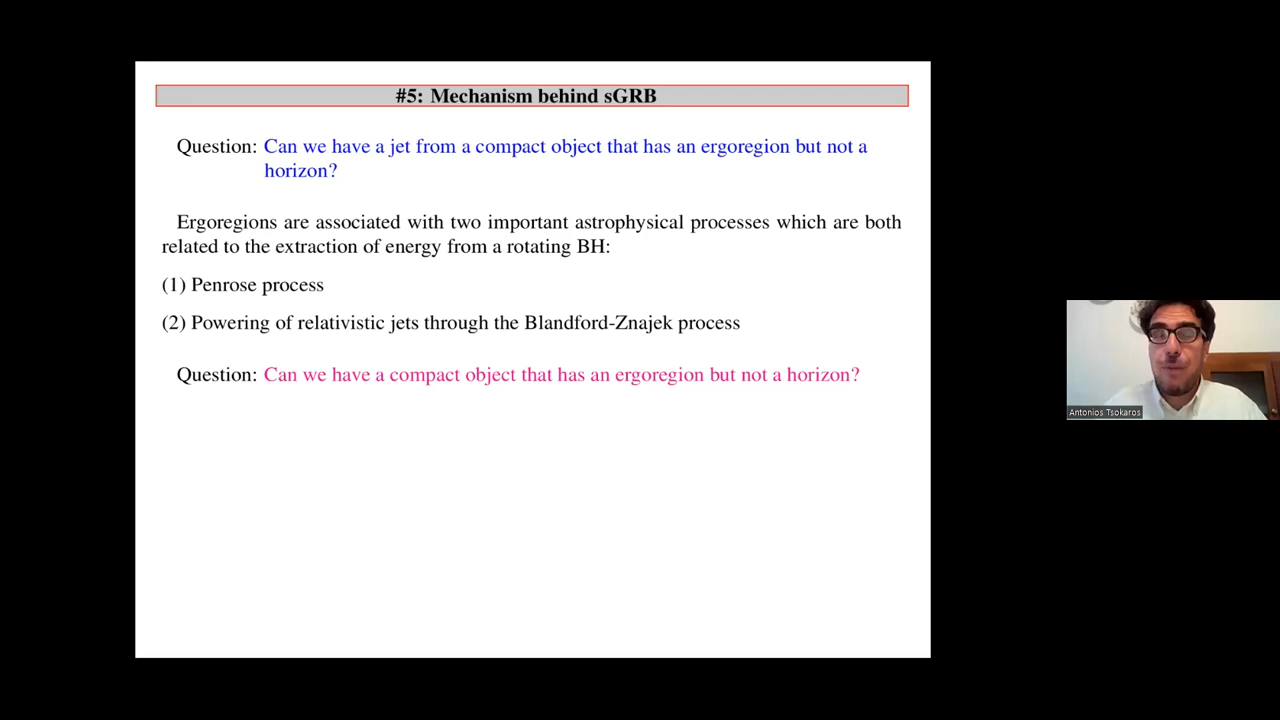 #5: Mechanism behind sGRB
Question: Can we have a jet from a compact object that has an ergoregion but not a
horizon?
Ergoregions are associated with two important astrophysical processes which are both
related to the extraction of energy from a rotating BH:
(1) Penrose process
(2) Powering of relativistic jets through the Blandford-Znajek process
Question: Can we have a compact object that has an ergoregion but not a horizon?
Antonios Tsokaros